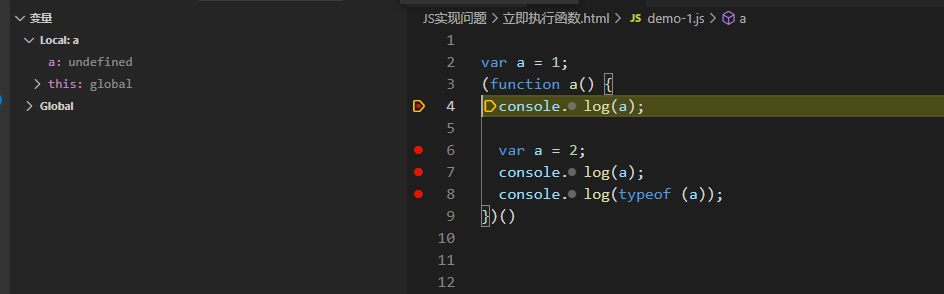 变量
Local: a
a: undefined
this: global
Global
JS实现问题 > 立即执行函数.html > JS demo-1.js > a
1
2 var a = 1;
3 (function a() {
4 console. log(a);
5
6 var a = 2;
7 console. log(a);
8 console. log(typeof (a));
9 })()
10
11
12